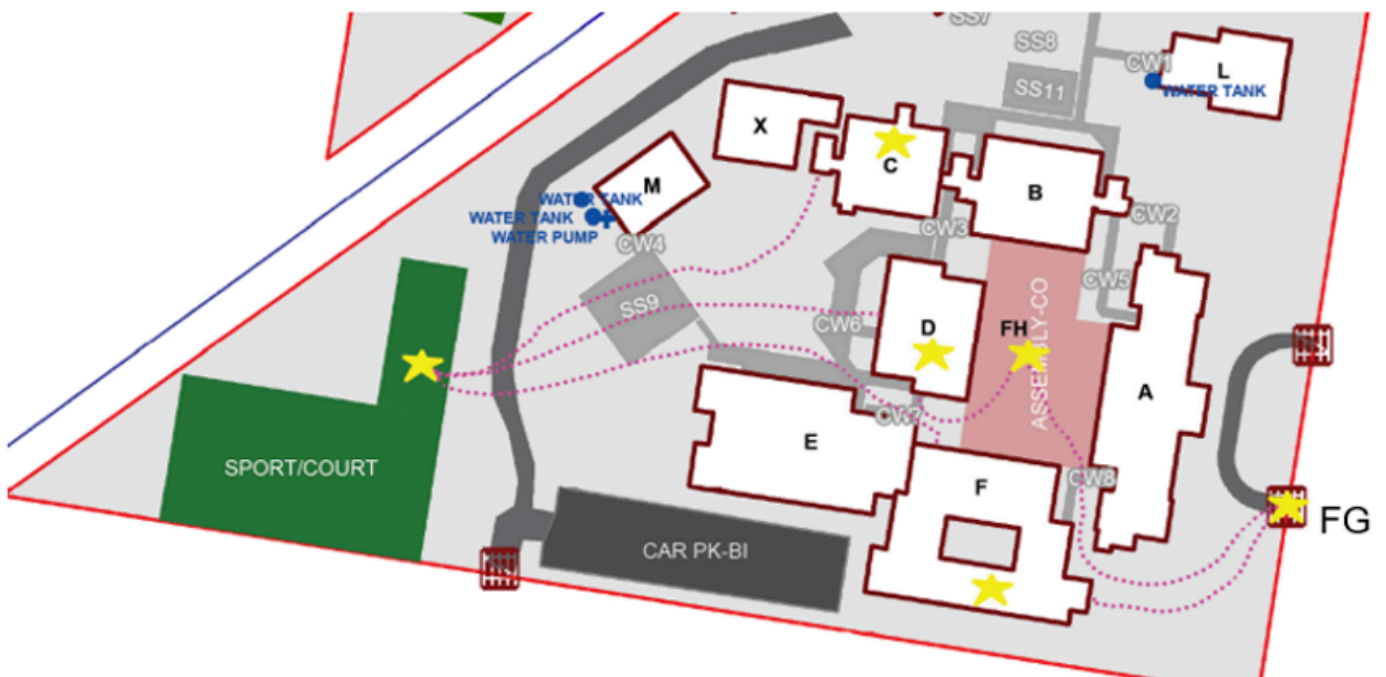 SS7
SS8
CW1
L
SS11
WATER TANK
X
C
M
B
WATER TANK
WATER TANK
WATER PUMP
CW2
CW3
CW4
CW5
SS9
CW6
D
FH
ASSEMBLY-CO
A
CW7
E
SPORT/COURT
CW8
F
FG
CAR PK-BI